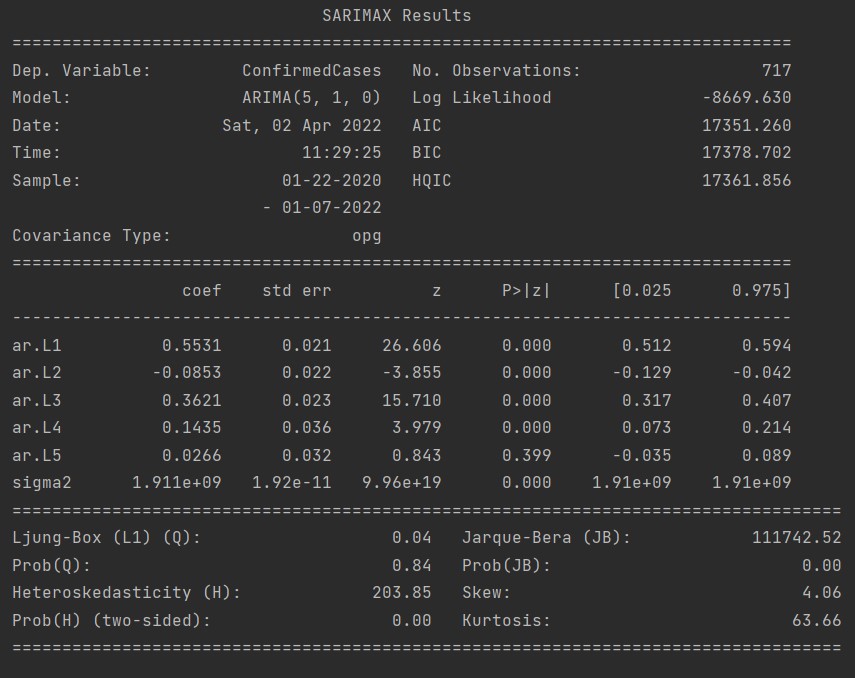 SARIMAX Results
==============================================================================
Dep. Variable:         ConfirmedCases   No. Observations:                  717
Model:                 ARIMA(5, 1, 0)   Log Likelihood               -8669.630
Date:                Sat, 02 Apr 2022   AIC                          17351.260
Time:                        11:29:25   BIC                          17378.702
Sample:                    01-22-2020   HQIC                         17361.856
                         - 01-07-2022
Covariance Type:                  opg
==============================================================================
                 coef    std err          z      P>|z|      [0.025      0.975]
------------------------------------------------------------------------------
ar.L1          0.5531      0.021     26.606      0.000       0.512       0.594
ar.L2         -0.0853      0.022     -3.855      0.000      -0.129      -0.042
ar.L3          0.3621      0.023     15.710      0.000       0.317       0.407
ar.L4          0.1435      0.036      3.979      0.000       0.073       0.214
ar.L5          0.0266      0.032      0.843      0.399      -0.035       0.089
sigma2      1.911e+09   1.92e-11   9.96e+19      0.000    1.91e+09    1.91e+09
===================================================================================
Ljung-Box (L1) (Q):                   0.04   Jarque-Bera (JB):            111742.52
Prob(Q):                              0.84   Prob(JB):                         0.00
Heteroskedasticity (H):             203.85   Skew:                             4.06
Prob(H) (two-sided):                  0.00   Kurtosis:                        63.66
===================================================================================